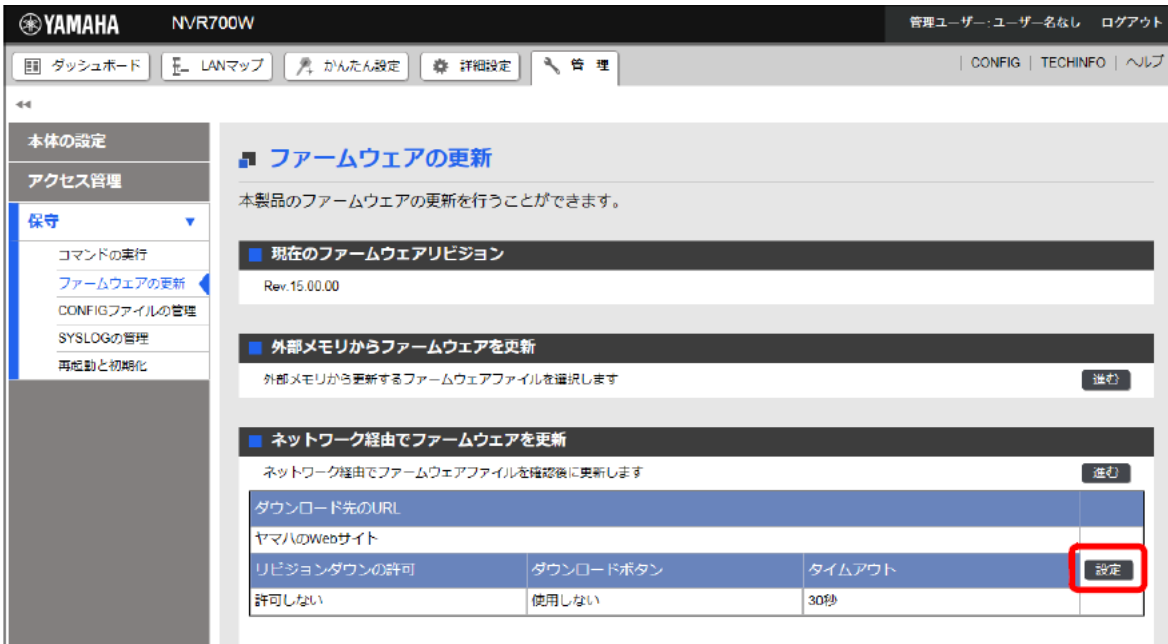 YAMAHA NVR700W 管理ユーザー:ユーザー名なし ログアウト
ダッシュボード LANマップ かんたん設定 詳細設定 管 理 | CONFIG | TECHINFO | ヘルプ
本体の設定
アクセス管理
保守
コマンドの実行
ファームウェアの更新
CONFIGファイルの管理
SYSLOGの管理
再起動と初期化
ファームウェアの更新
本製品のファームウェアの更新を行うことができます。
現在のファームウェアリビジョン
Rev.15.00.00
外部メモリからファームウェアを更新
外部メモリから更新するファームウェアファイルを選択します 進む
ネットワーク経由でファームウェアを更新
ネットワーク経由でファームウェアファイルを確認後に更新します 進む
ダウンロード先のURL
ヤマハのWebサイト
リビジョンダウンの許可 ダウンロードボタン タイムアウト 設定
許可しない 使用しない 30秒